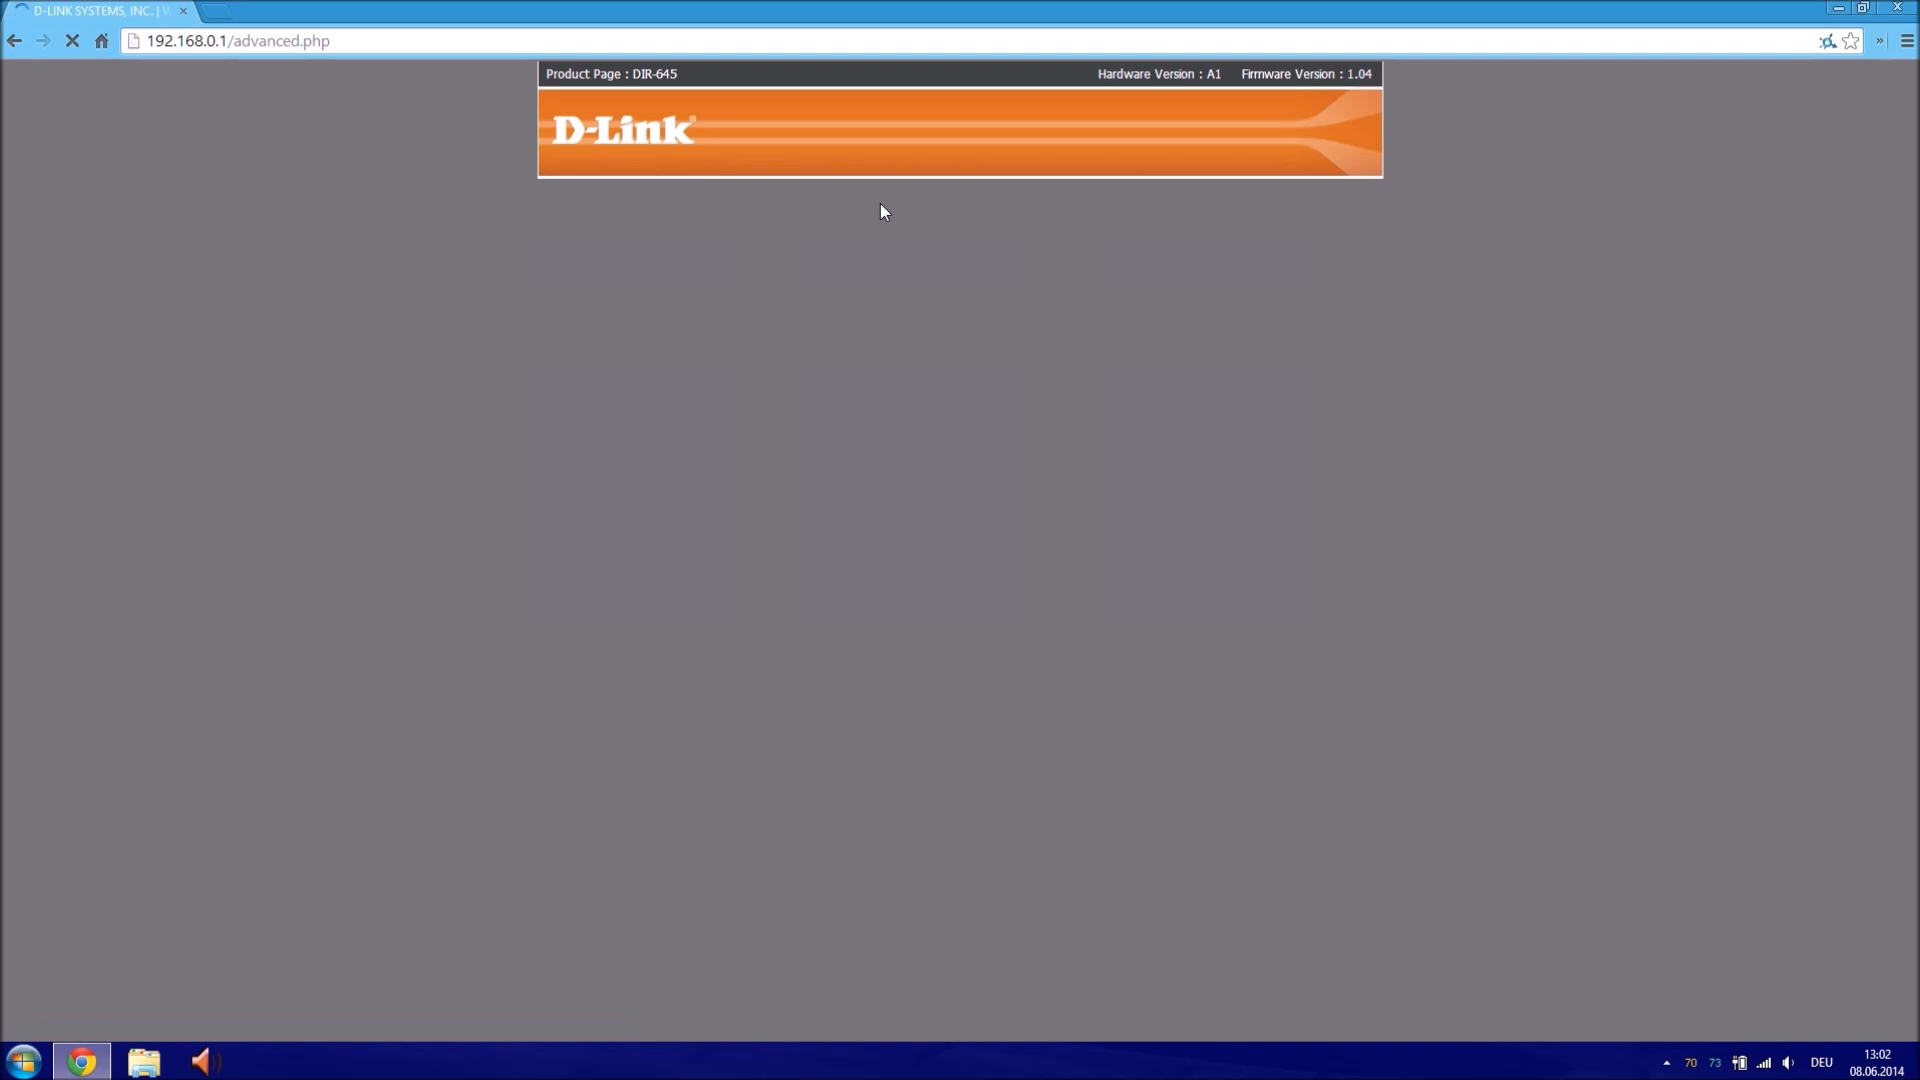 D-LINK SYSTEMS, INC. |
192.168.0.1/advanced.php
Product Page : DIR-645
Hardware Version : A1
Firmware Version : 1.04
D-Link®
70
73
DEU
13:02
08.06.2014